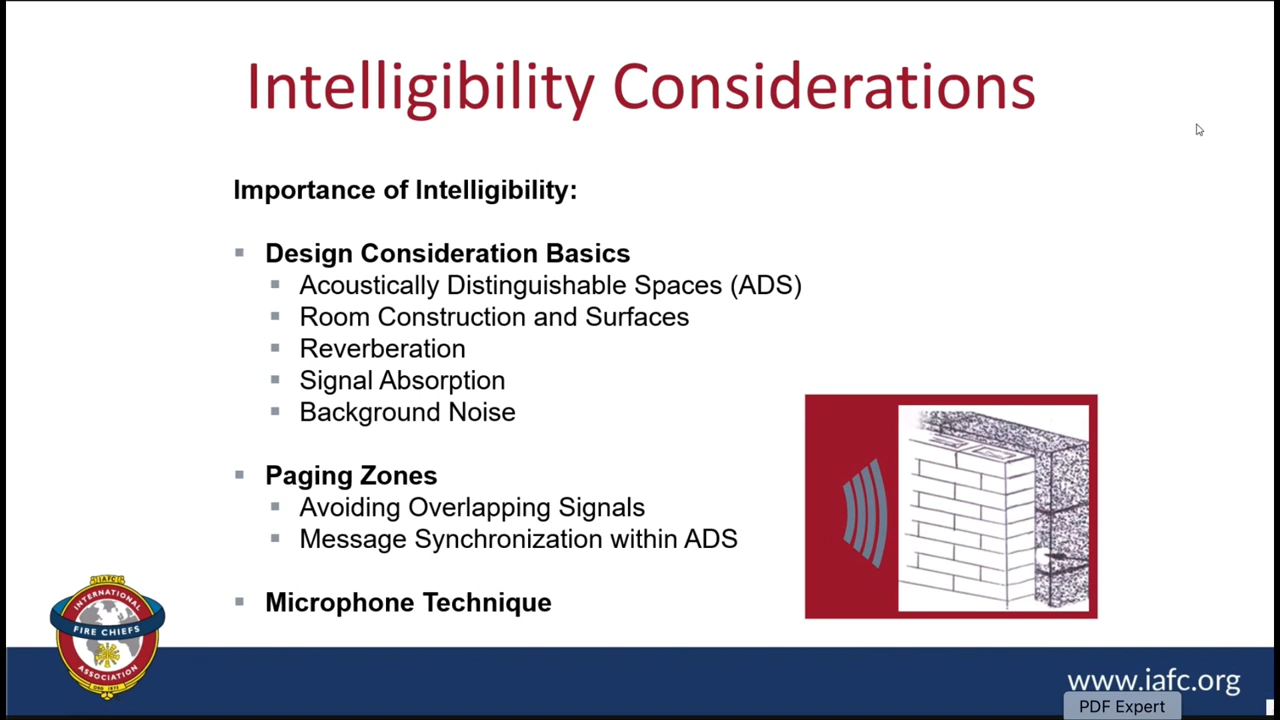 Intelligibility Considerations
Importance of Intelligibility:
Design Consideration Basics
Acoustically Distinguishable Spaces (ADS)
Room Construction and Surfaces
Reverberation
Signal Absorption
Background Noise
Paging Zones
Avoiding Overlapping Signals
Message Synchronization within ADS
Microphone Technique
IAFC
INTERNATIONAL
FIRE CHIEFS
ASSOCIATION
www.iafc.org
PDF Expert